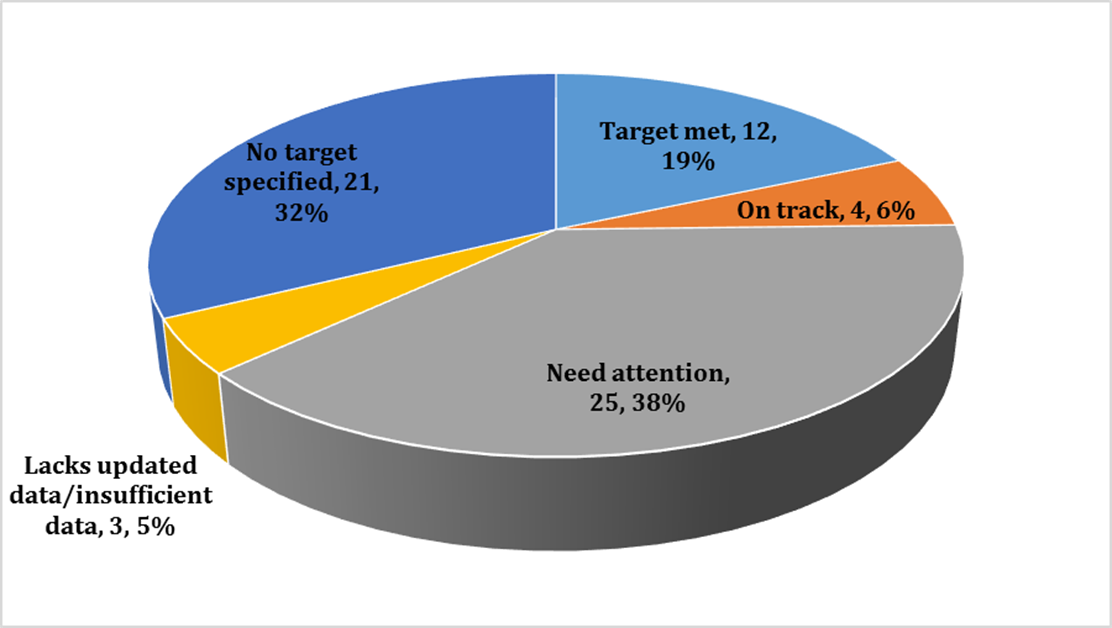 Target met, 12,
19%
On track, 4, 6%
Need attention,
25, 38%
Lacks updated
data/insufficient
data, 3, 5%
No target
specified, 21,
32%